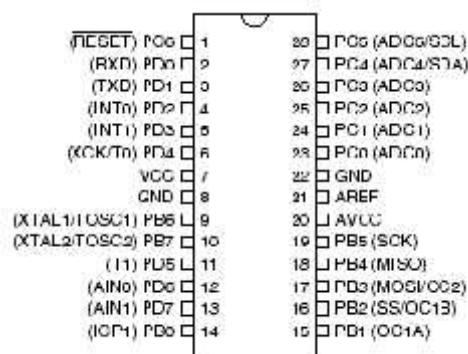 (RESET) PC6 1 28 PC5 (ADC5/SCL)
(RXD) PD0 2 27 PC4 (ADC4/SDA)
(TXD) PD1 3 26 PC3 (ADC3)
(INT0) PD2 4 25 PC2 (ADC2)
(INT1) PD3 5 24 PC1 (ADC1)
(XCK/T0) PD4 6 23 PC0 (ADC0)
VCC 7 22 GND
GND 8 21 AREF
(XTAL1/TOSC1) PB6 9 20 AVCC
(XTAL2/TOSC2) PB7 10 19 PB5 (SCK)
(T1) PD5 11 18 PB4 (MISO)
(AIN0) PD6 12 17 PB3 (MOSI/OC2)
(AIN1) PD7 13 16 PB2 (SS/OC1B)
(ICP1) PB0 14 15 PB1 (OC1A)